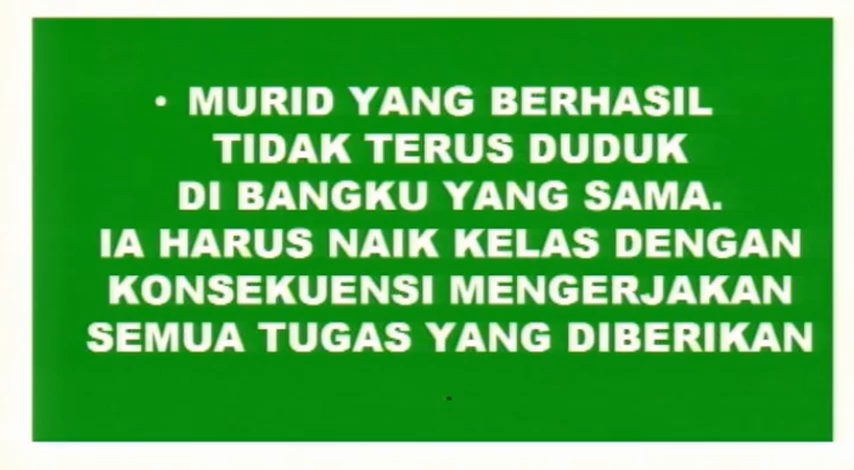 • MURID YANG BERHASIL
TIDAK TERUS DUDUK
DI BANGKU YANG SAMA.
IA HARUS NAIK KELAS DENGAN
KONSEKUENSI MENGERJAKAN
SEMUA TUGAS YANG DIBERIKAN
.